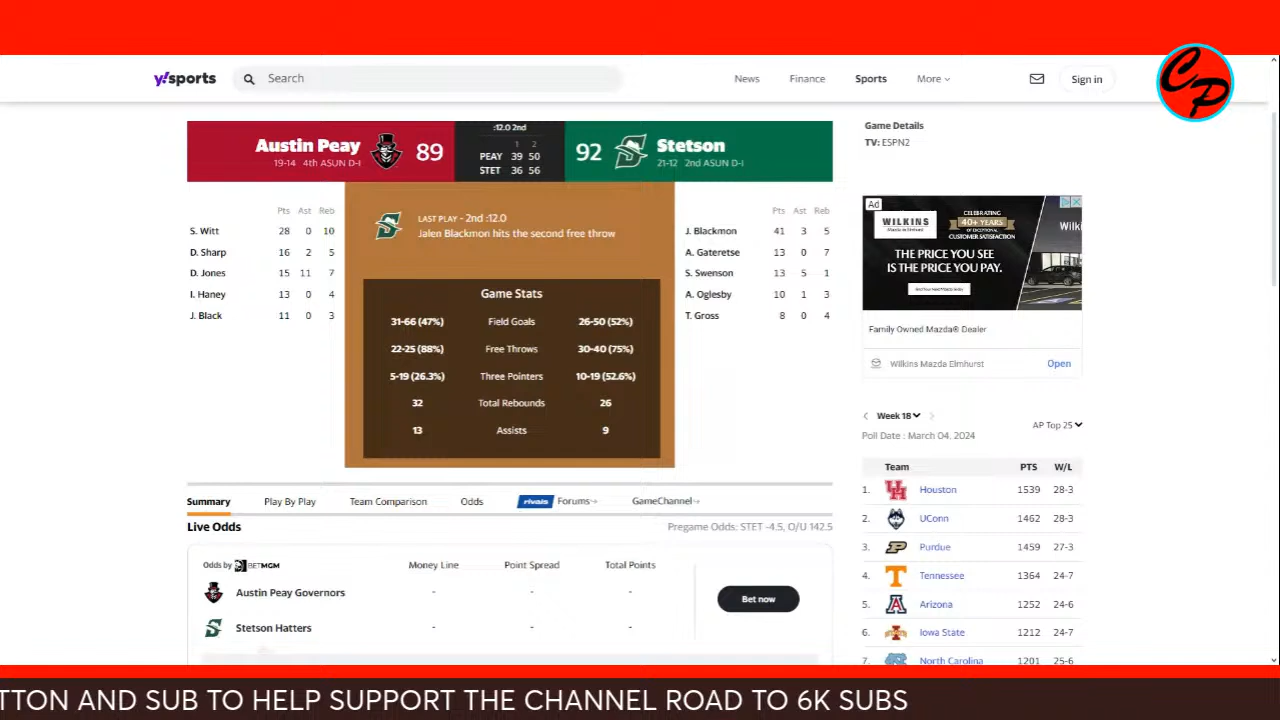 y!sports
Search
News
Finance
Sports
More
Sign in
CP
Austin Peay
19-14 4th ASUN D-I
89
:12.0 2nd
1 2
PEAY 39 50
STET 36 56
92
Stetson
21-12 2nd ASUN D-I
Game Details
TV: ESPN2
Pts Ast Reb
S. Witt 28 0 10
D. Sharp 16 2 5
D. Jones 15 11 7
I. Haney 13 0 4
J. Black 11 0 3
LAST PLAY - 2nd :12.0
Jalen Blackmon hits the second free throw
Game Stats
31-66 (47%) Field Goals 26-50 (52%)
22-25 (88%) Free Throws 30-40 (75%)
5-19 (26.3%) Three Pointers 10-19 (52.6%)
32 Total Rebounds 26
13 Assists 9
Pts Ast Reb
J. Blackmon 41 3 5
A. Gateretse 13 0 7
S. Swenson 13 5 1
A. Oglesby 10 1 3
T. Gross 8 0 4
Ad
WILKINS
CELEBRATING
40+ YEARS
OF EXCEPTIONAL
CUSTOMER SATISFACTION
Wilk
THE PRICE YOU SEE
IS THE PRICE YOU PAY.
Family Owned Mazda® Dealer
Wilkins Mazda Elmhurst
Open
Summary
Play By Play
Team Comparison
Odds
rivals Forums
GameChannel
Live Odds
Pregame Odds: STET -4.5, O/U 142.5
Odds by BETMGM
Money Line
Point Spread
Total Points
Austin Peay Governors - - -
Stetson Hatters - - -
Bet now
Week 18
AP Top 25
Poll Date : March 04, 2024
Team PTS W/L
1. Houston 1539 28-3
2. UConn 1462 28-3
3. Purdue 1459 27-3
4. Tennessee 1364 24-7
5. Arizona 1252 24-6
6. Iowa State 1212 24-7
7. North Carolina 1201 25-6
TTON AND SUB TO HELP SUPPORT THE CHANNEL ROAD TO 6K SUBS